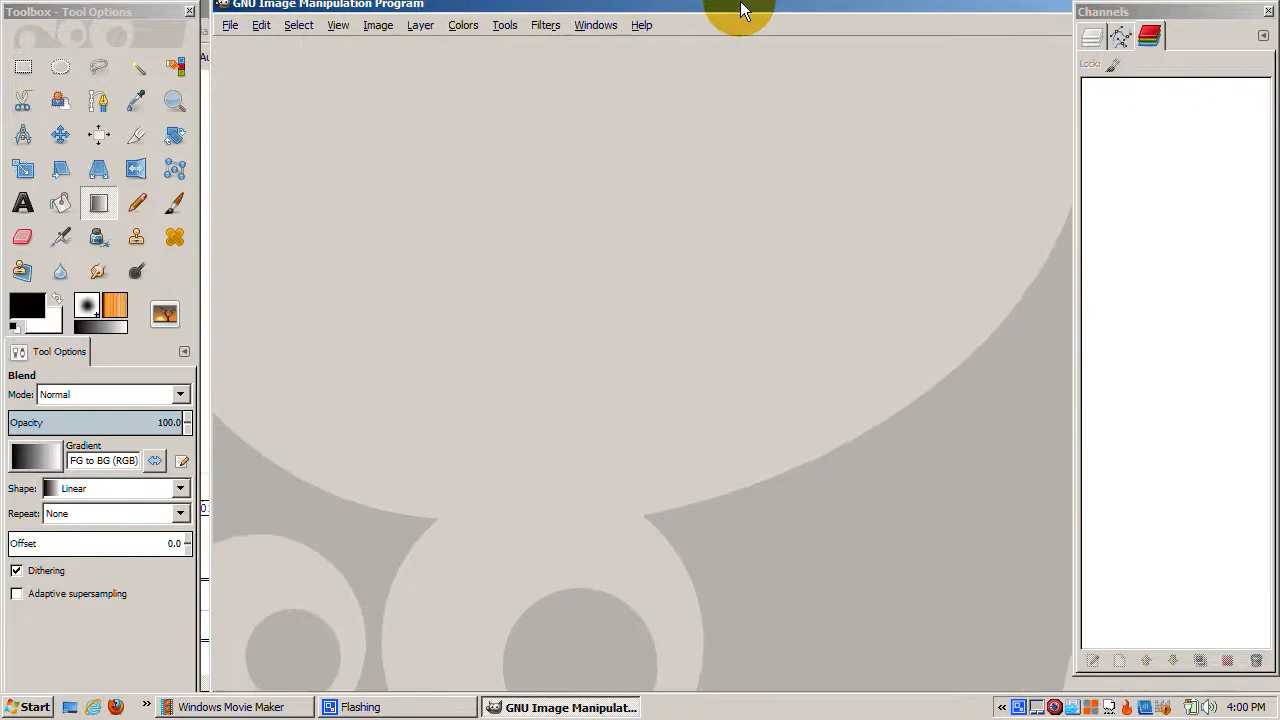 Toolbox - Tool Options
GNU Image Manipulation Program
Channels
File Edit Select View Image Layer Colors Tools Filters Windows Help
Lock:
Tool Options
Blend
Mode: Normal
Opacity 100.0
Gradient
FG to BG (RGB)
Shape: Linear
Repeat: None
Offset 0.0
Dithering
Adaptive supersampling
Start
Windows Movie Maker
Flashing
GNU Image Manipulat...
4:00 PM